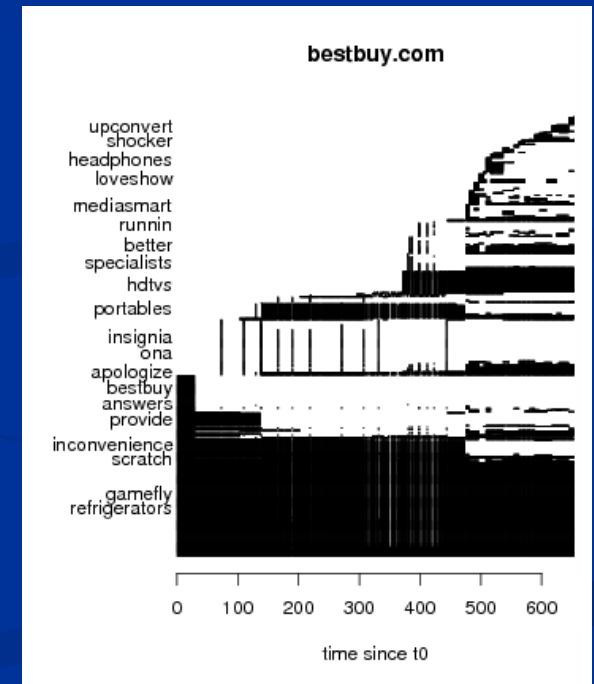 bestbuy.com
upconvert
shocker
headphones
loveshow
mediasmart
runnin
better
specialists
hdtvs
portables
insignia
ona
apologize
bestbuy
answers
provide
inconvenience
scratch
gamefly
refrigerators
0 100 200 300 400 500 600
time since t0